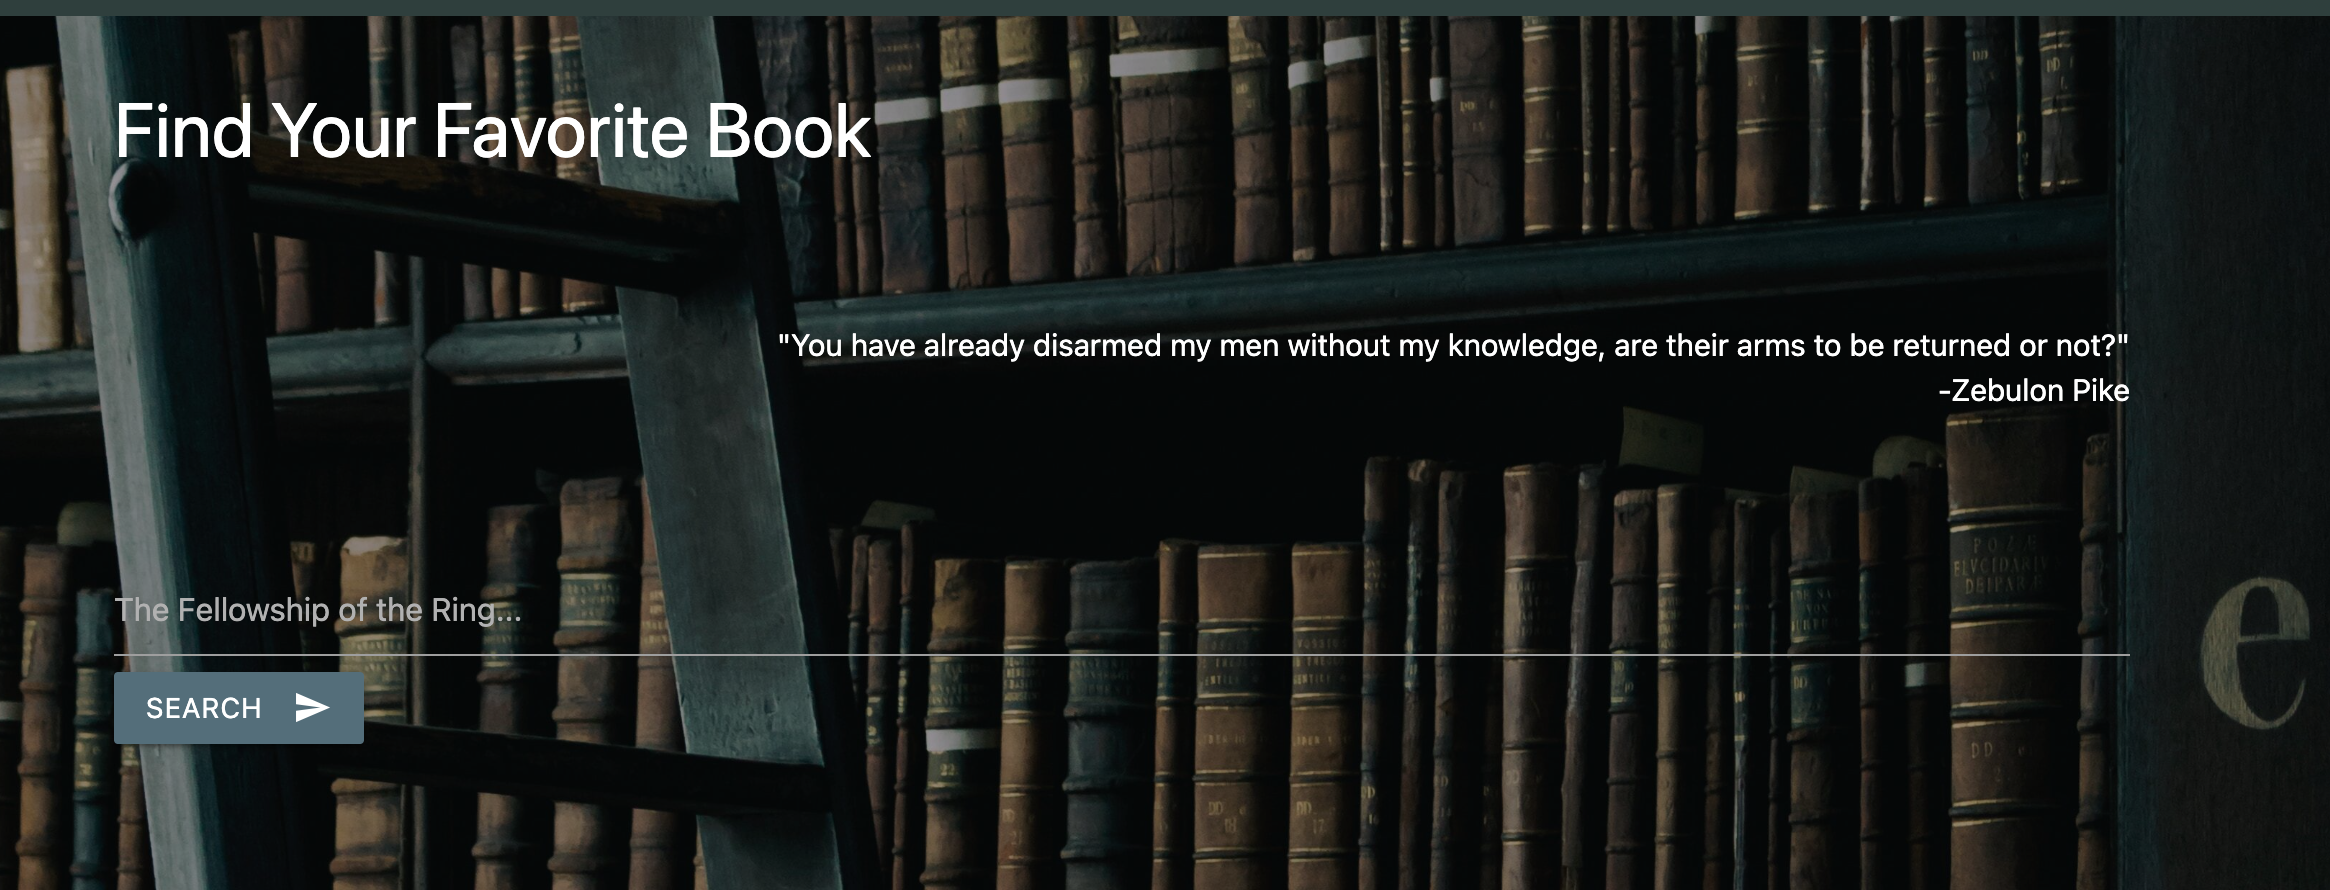 Find Your Favorite Book
"You have already disarmed my men without my knowledge, are their arms to be returned or not?"
-Zebulon Pike
The Fellowship of the Ring...
e
SEARCH